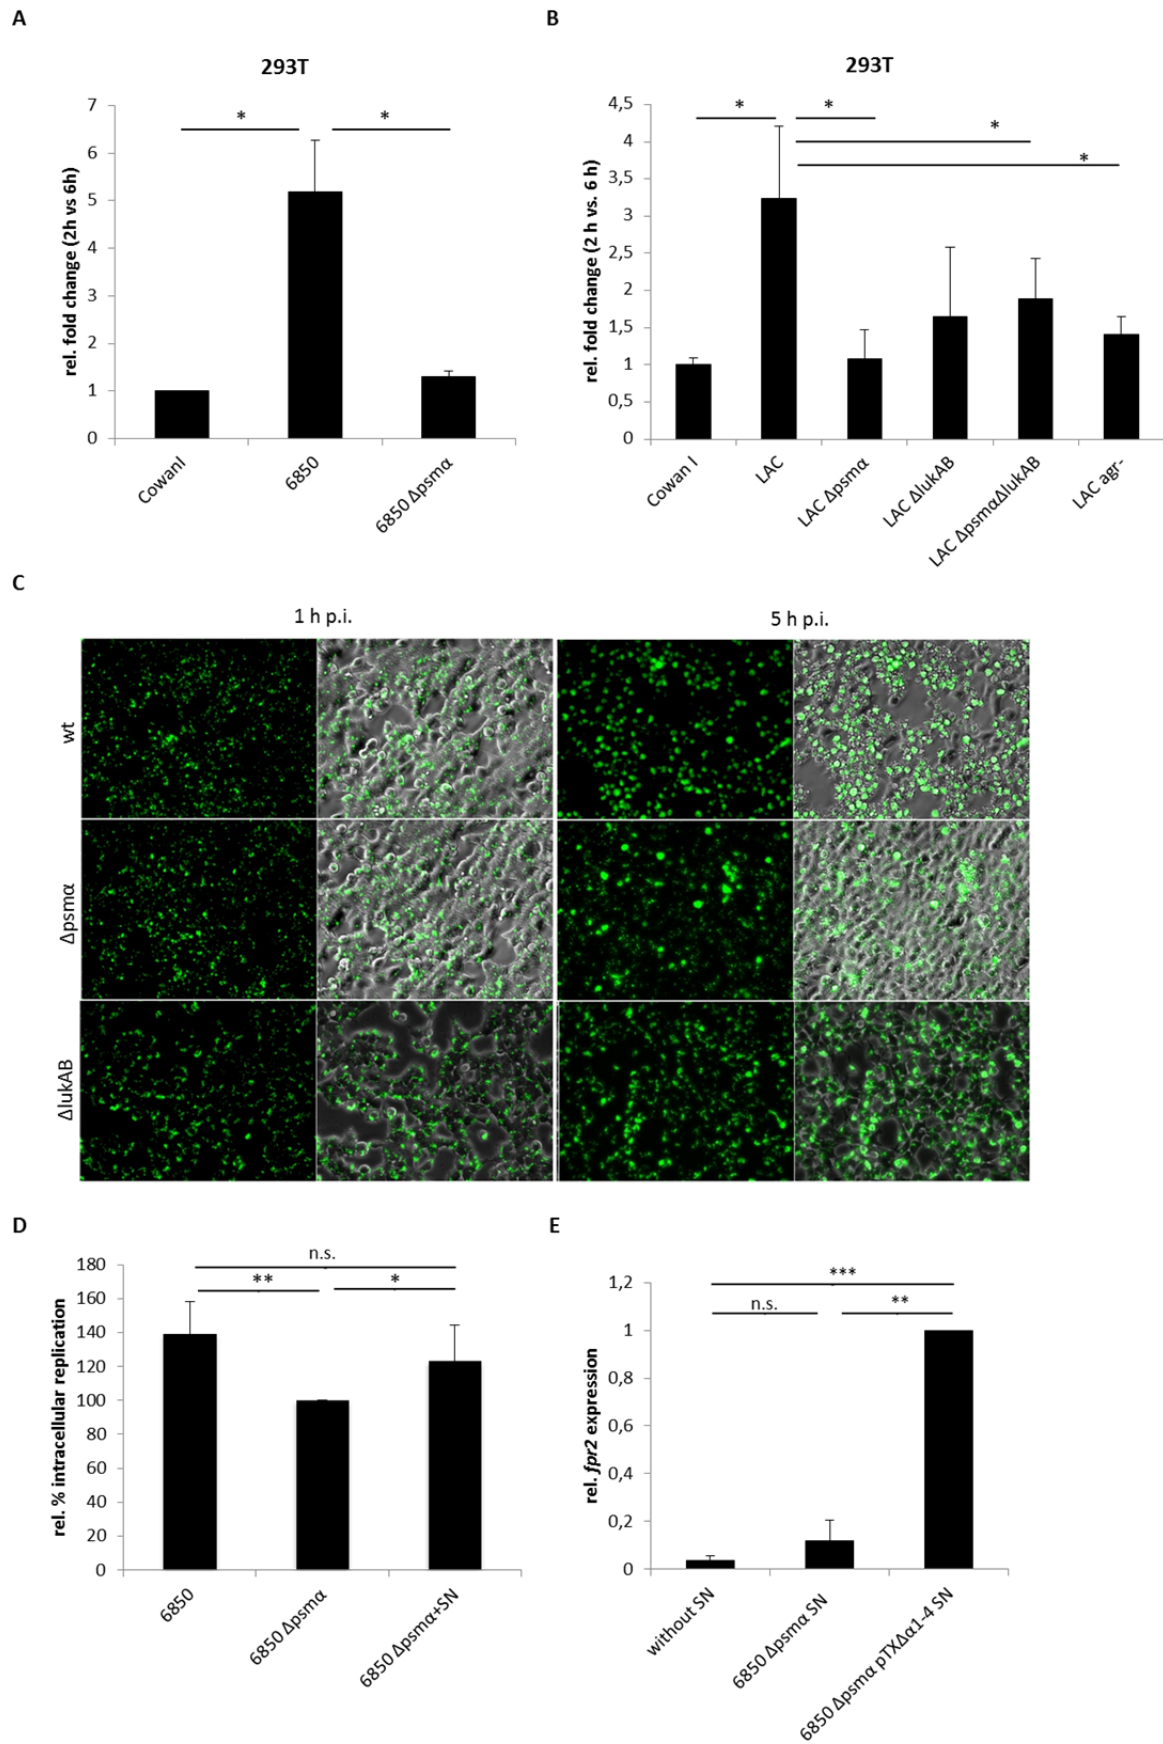 A
293T
rel. fold change (2h vs 6h)
7
6
5
4
3
2
1
0
*
*
CowanI
6850
6850 Δpsmα
B
293T
rel. fold change (2 h vs. 6 h)
4,5
4
3,5
3
2,5
2
1,5
1
0,5
0
*
*
*
*
Cowan I
LAC
LAC Δpsmα
LAC ΔlukAB
LAC ΔpsmαΔlukAB
LAC agr-
C
1 h p.i.
5 h p.i.
wt
Δpsmα
ΔlukAB
D
rel. % intracellular replication
180
160
140
120
100
80
60
40
20
0
n.s.
**
*
6850
6850 Δpsmα
6850 Δpsmα+SN
E
rel. fpr2 expression
1,2
1
0,8
0,6
0,4
0,2
0
***
n.s.
**
without SN
6850 Δpsmα SN
6850 Δpsmα pTXΔα1-4 SN